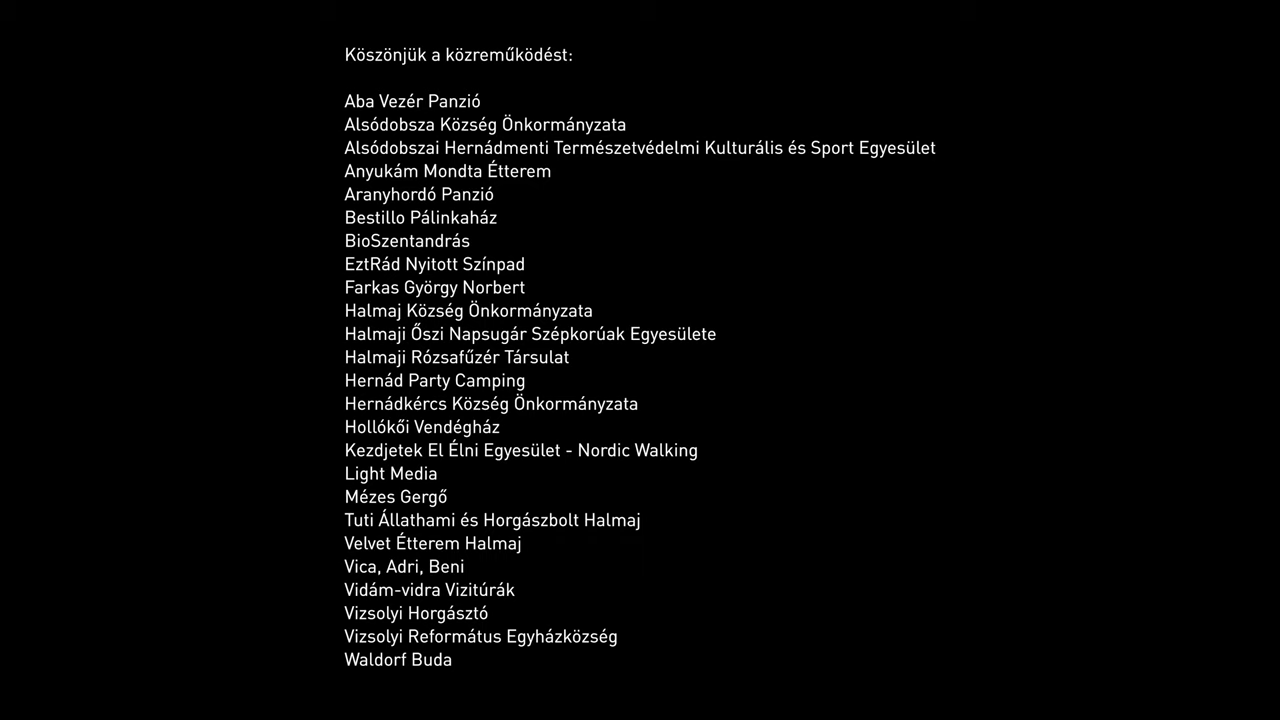 Köszönjük a közreműködést:
Aba Vezér Panzió
Alsódobsza Község Önkormányzata
Alsódobszai Hernádmenti Természetvédelmi Kulturális és Sport Egyesület
Anyukám Mondta Étterem
Aranyhordó Panzió
Bestillo Pálinkaház
BioSzentandrás
EztRád Nyitott Színpad
Farkas György Norbert
Halmaj Község Önkormányzata
Halmaji Őszi Napsugár Szépkorúak Egyesülete
Halmaji Rózsafűzér Társulat
Hernád Party Camping
Hernádkércs Község Önkormányzata
Hollókői Vendégház
Kezdjetek El Élni Egyesület - Nordic Walking
Light Media
Mézes Gergő
Tuti Állathami és Horgászbolt Halmaj
Velvet Étterem Halmaj
Vica, Adri, Beni
Vidám-vidra Vizitúrák
Vizsolyi Horgásztó
Vizsolyi Református Egyházközség
Waldorf Buda